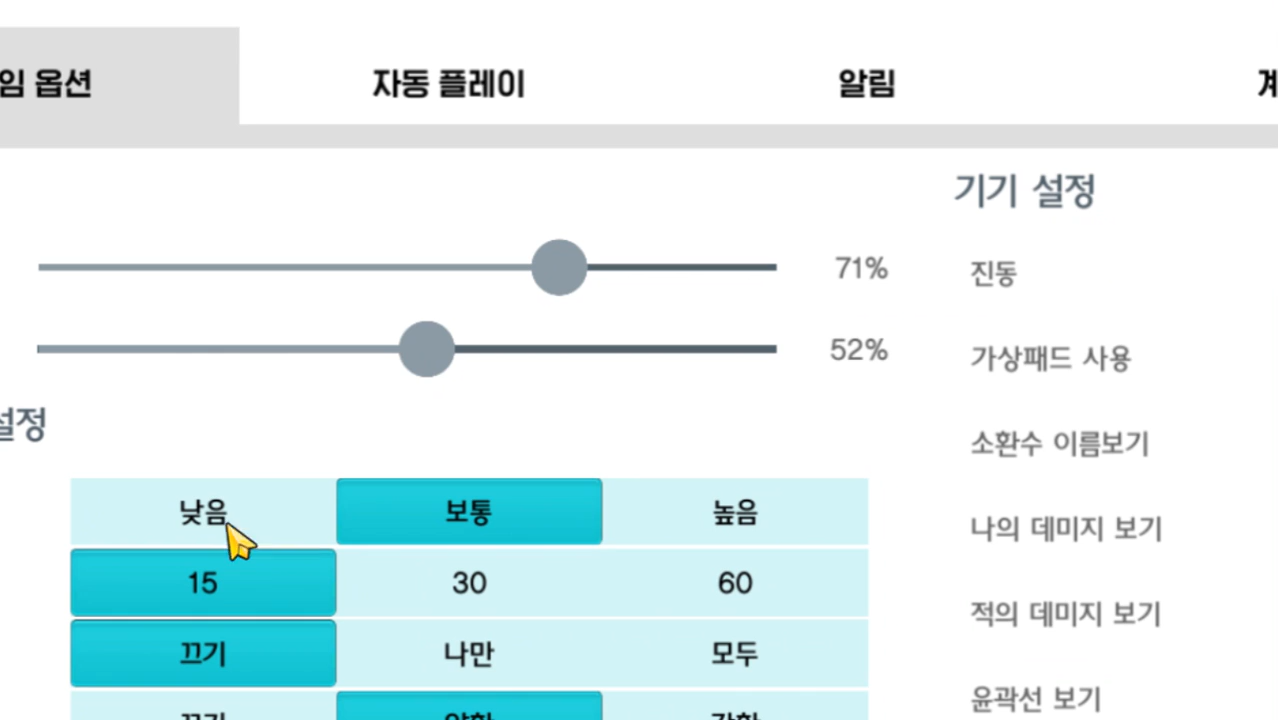 임 옵션 자동 플레이 알림
기기 설정
71% 진동
52% 가상패드 사용
설정 소환수 이름보기
낮음 보통 높음 나의 데미지 보기
15 30 60 적의 데미지 보기
끄기 나만 모두
윤곽선 보기